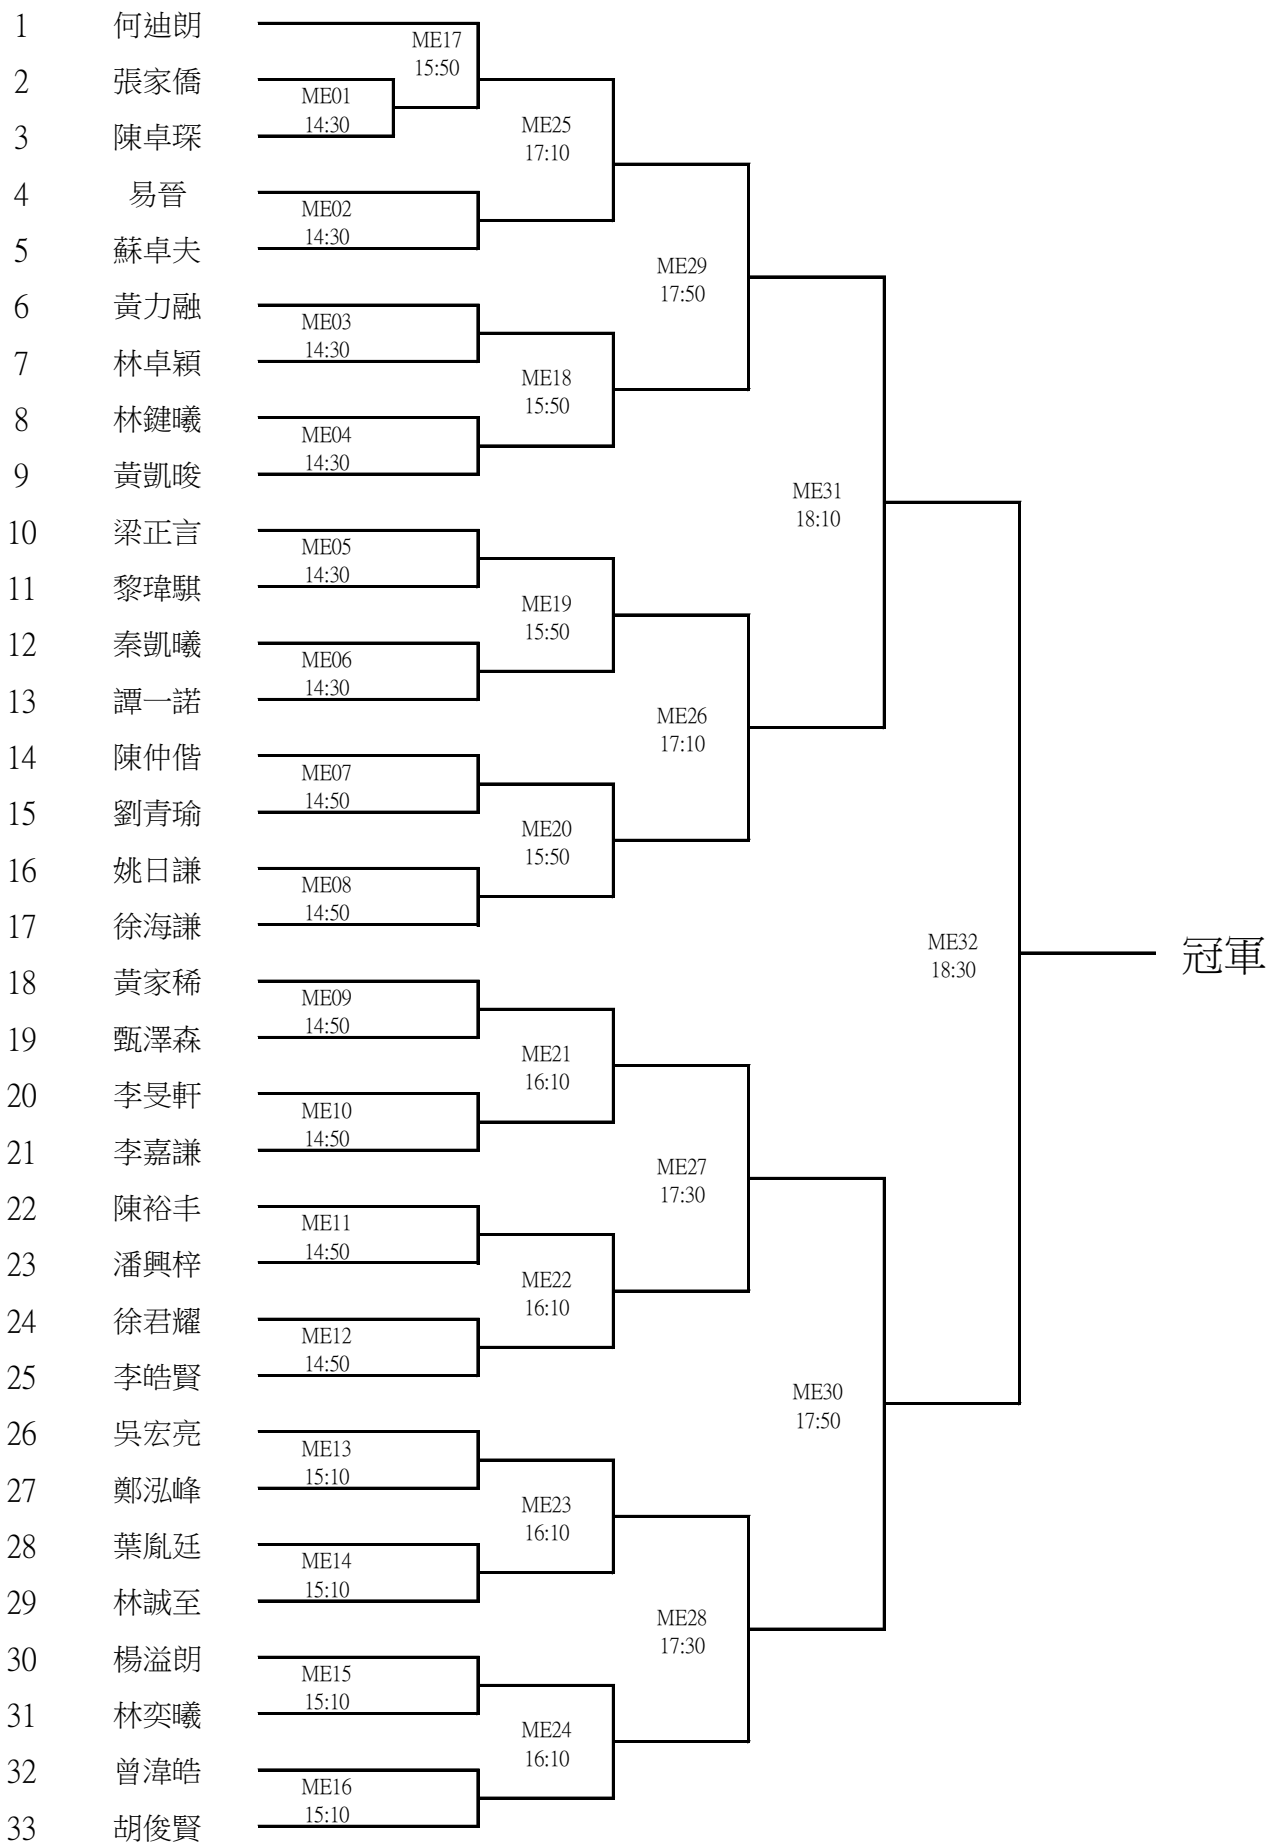 1 何迪朗
ME17
15:50
2 張家僑
ME01
14:30
3 陳卓琛
ME25
17:10
4 易晉
ME02
14:30
5 蘇卓夫
ME29
17:50
6 黃力融
ME03
14:30
7 林卓穎
ME18
15:50
8 林鍵曦
ME04
14:30
9 黃凱晙
ME31
18:10
10 梁正言
ME05
14:30
11 黎瑋騏
ME19
15:50
12 秦凱曦
ME06
14:30
13 譚一諾
ME26
17:10
14 陳仲偕
ME07
14:50
15 劉青瑜
ME20
15:50
16 姚日謙
ME08
14:50
17 徐海謙
ME32
18:30
冠軍
18 黃家稀
ME09
14:50
19 甄澤森
ME21
16:10
20 李旻軒
ME10
14:50
21 李嘉謙
ME27
17:30
22 陳裕丰
ME11
14:50
23 潘興梓
ME22
16:10
24 徐君耀
ME12
14:50
25 李皓賢
ME30
17:50
26 吳宏亮
ME13
15:10
27 鄭泓峰
ME23
16:10
28 葉胤廷
ME14
15:10
29 林誠至
ME28
17:30
30 楊溢朗
ME15
15:10
31 林奕曦
ME24
16:10
32 曾湋皓
ME16
15:10
33 胡俊賢